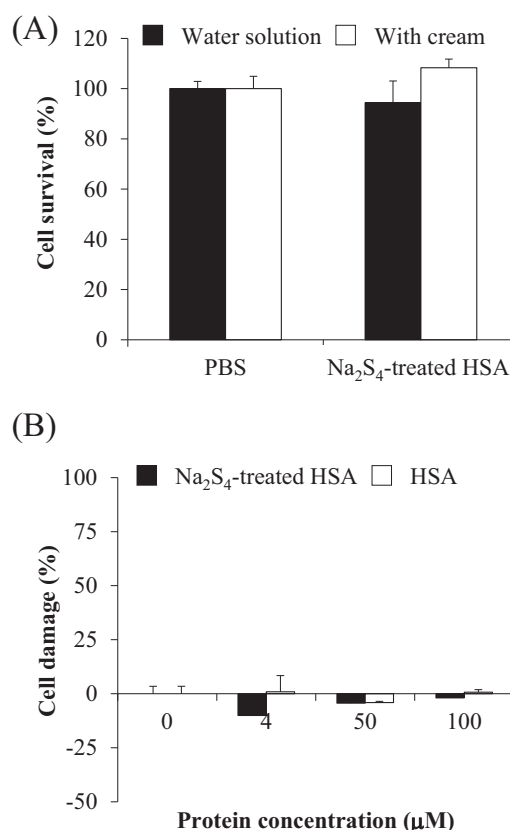 (A)
■ Water solution □ With cream
Cell survival (%)
120
100
80
60
40
20
0
PBS Na₂S₄-treated HSA
(B)
■ Na₂S₄-treated HSA □ HSA
Cell damage (%)
100
75
50
25
0
-25
-50
0 4 50 100
Protein concentration (μM)